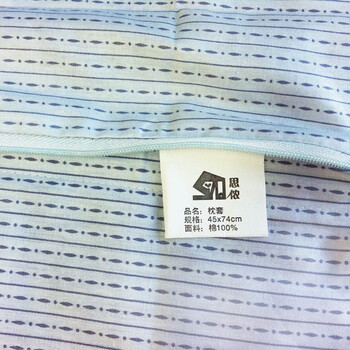 思
侬
品名：枕套
规格：45x74cm
面料：棉100%